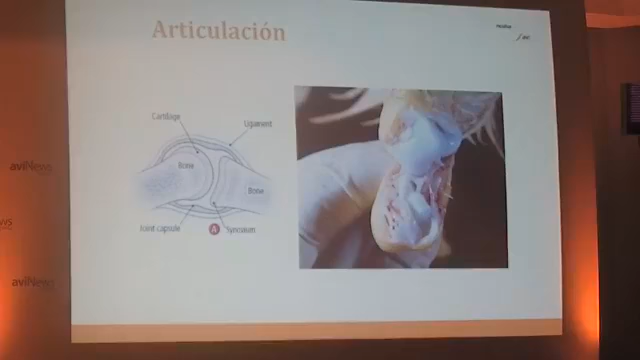 Articulación
Cartilage
Ligament
Bone
Bone
Joint capsule
A
Synovium
aviNews
aviNews